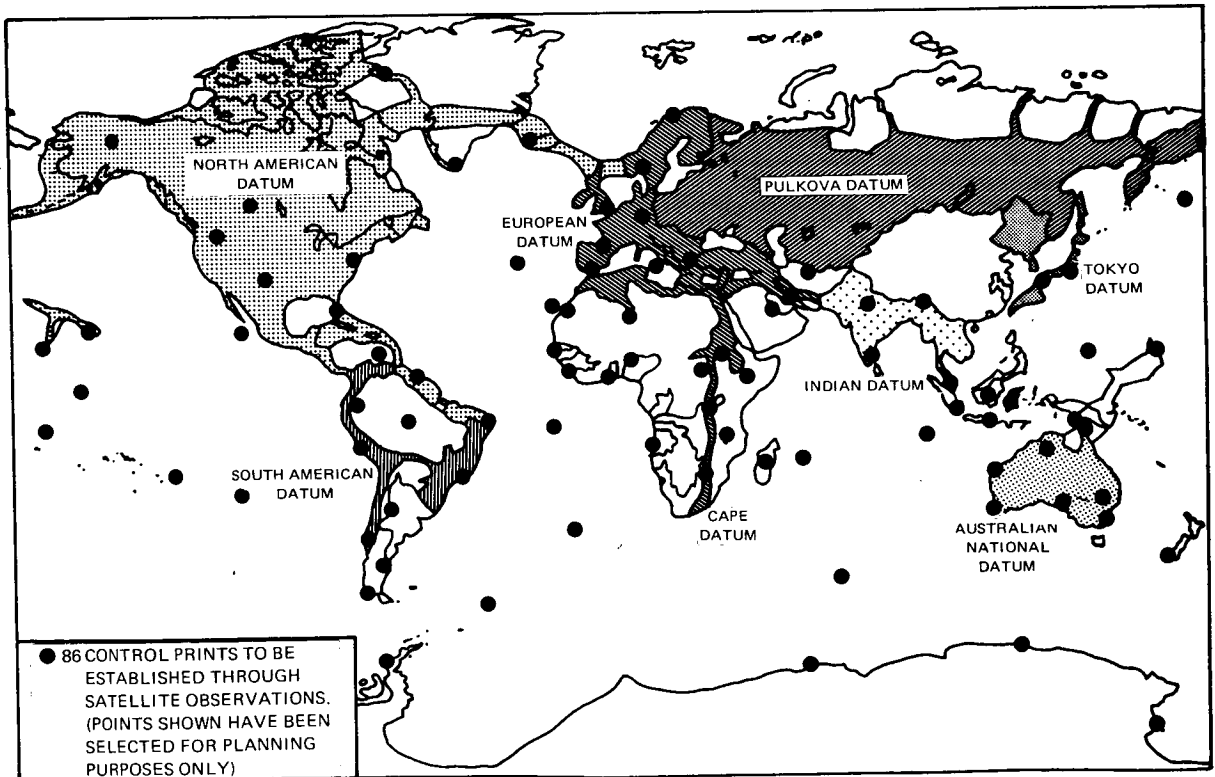 NORTH AMERICAN
DATUM
EUROPEAN
DATUM
PULKOVA DATUM
TOKYO
DATUM
INDIAN DATUM
SOUTH AMERICAN
DATUM
CAPE
DATUM
AUSTRALIAN
NATIONAL
DATUM
86 CONTROL PRINTS TO BE
ESTABLISHED THROUGH
SATELLITE OBSERVATIONS.
(POINTS SHOWN HAVE BEEN
SELECTED FOR PLANNING
PURPOSES ONLY)